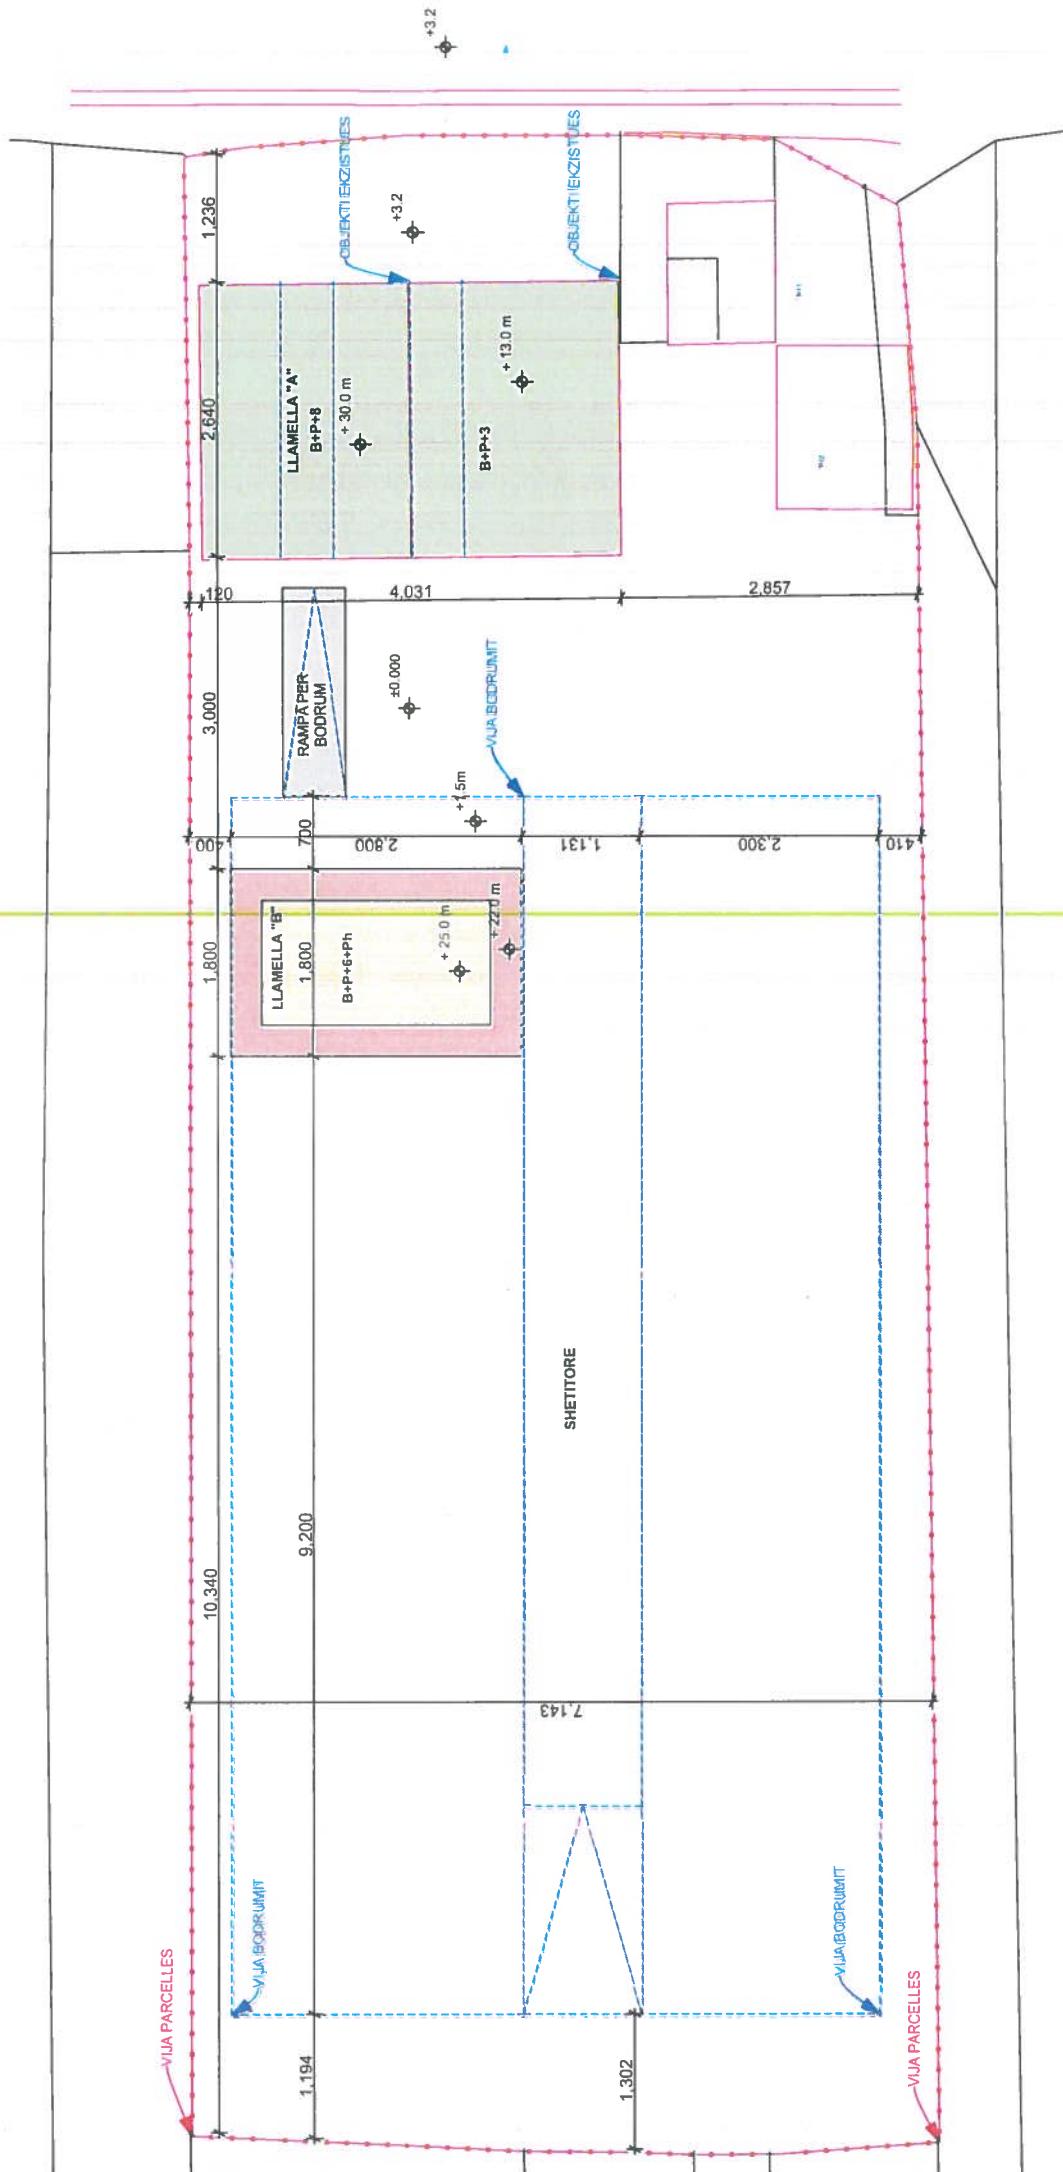 +3.2
1,236
OBJEKTI EKZISTUES
+3.2
OBJEKTI EKZISTUES
2,640
LLAMELLA "A"
B+P+8
+ 30.0 m
+ 13.0 m
B+P+3
120
4,031
2,857
3,000
RAMPA PER
BODRUM
±0.000
VIJA BODRUMIT
+1.5m
400
700
2,800
1,131
2,300
410
1,800
LLAMELLA "B"
1,800
B+P+6+Ph
+ 25.0 m
+ 22.0 m
SHETITORE
10,340
9,200
7,143
VIJA PARCELLES
VIJA BODRUMIT
VIJA BODRUMIT
VIJA PARCELLES
1,194
1,302